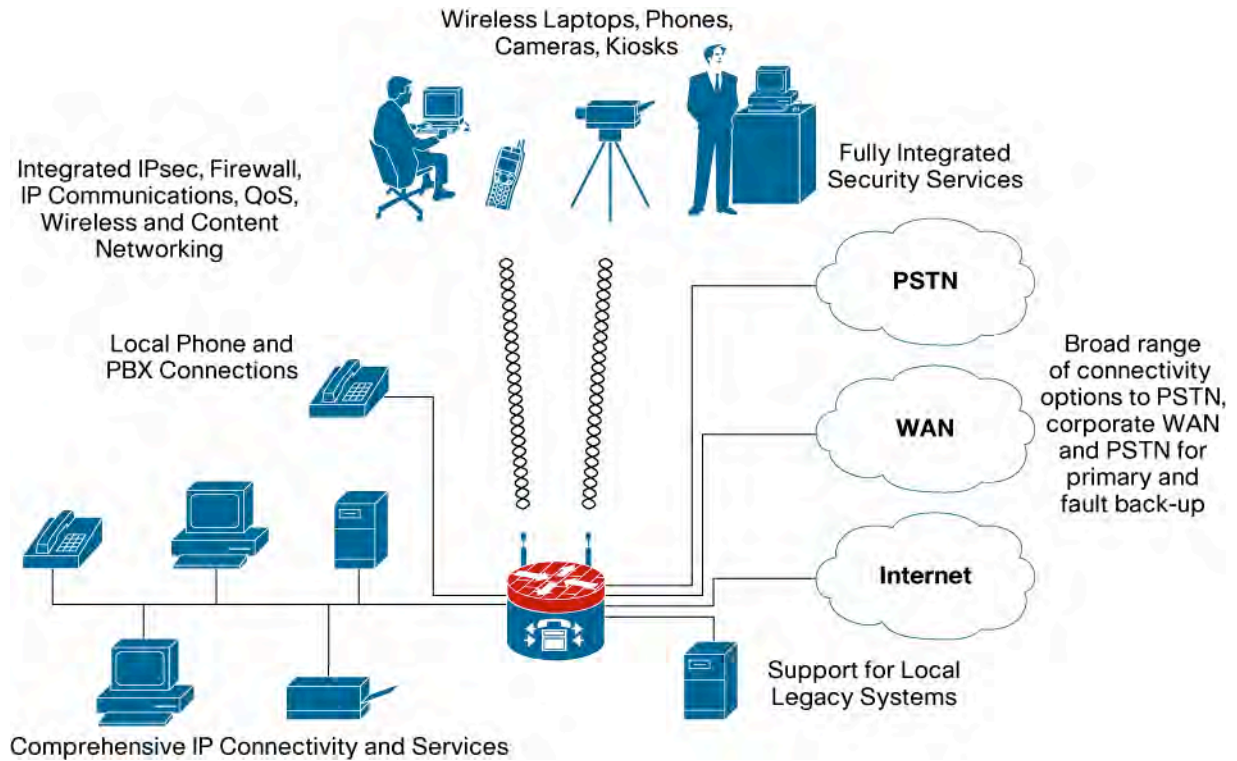 Wireless Laptops, Phones,
Cameras, Kiosks
Integrated IPsec, Firewall,
IP Communications, QoS,
Wireless and Content
Networking
Fully Integrated
Security Services
PSTN
Local Phone and
PBX Connections
Broad range
of connectivity
options to PSTN,
corporate WAN
and PSTN for
primary and
fault back-up
WAN
Internet
Support for Local
Legacy Systems
Comprehensive IP Connectivity and Services